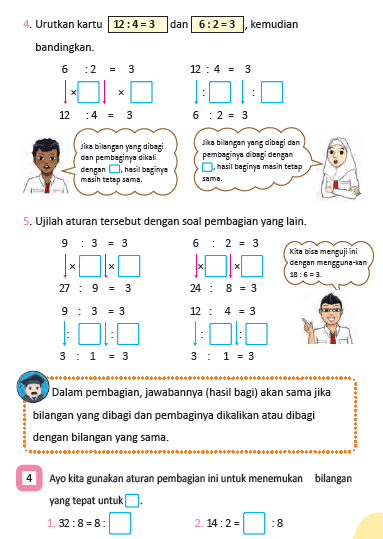 4. Urutkan kartu 12 : 4 = 3 dan 6 : 2 = 3 , kemudian
bandingkan.
6 : 2 = 3
× ×
12 : 4 = 3
12 : 4 = 3
: :
6 : 2 = 3
Jika bilangan yang dibagi
dan pembaginya dikali
dengan , hasil baginya
masih tetap sama.
Jika bilangan yang dibagi dan
pembaginya dibagi dengan
, hasil baginya masih tetap
sama.
5. Ujilah aturan tersebut dengan soal pembagian yang lain.
9 : 3 = 3
× ×
27 : 9 = 3
6 : 2 = 3
× ×
24 : 8 = 3
Kita bisa menguji ini
dengan mengguna-kan
18 : 6 = 3.
9 : 3 = 3
: :
3 : 1 = 3
12 : 4 = 3
: :
3 : 1 = 3
Dalam pembagian, jawabannya (hasil bagi) akan sama jika
bilangan yang dibagi dan pembaginya dikalikan atau dibagi
dengan bilangan yang sama.
4 Ayo kita gunakan aturan pembagian ini untuk menemukan bilangan
yang tepat untuk .
1. 32 : 8 = 8 :
2. 14 : 2 = : 8